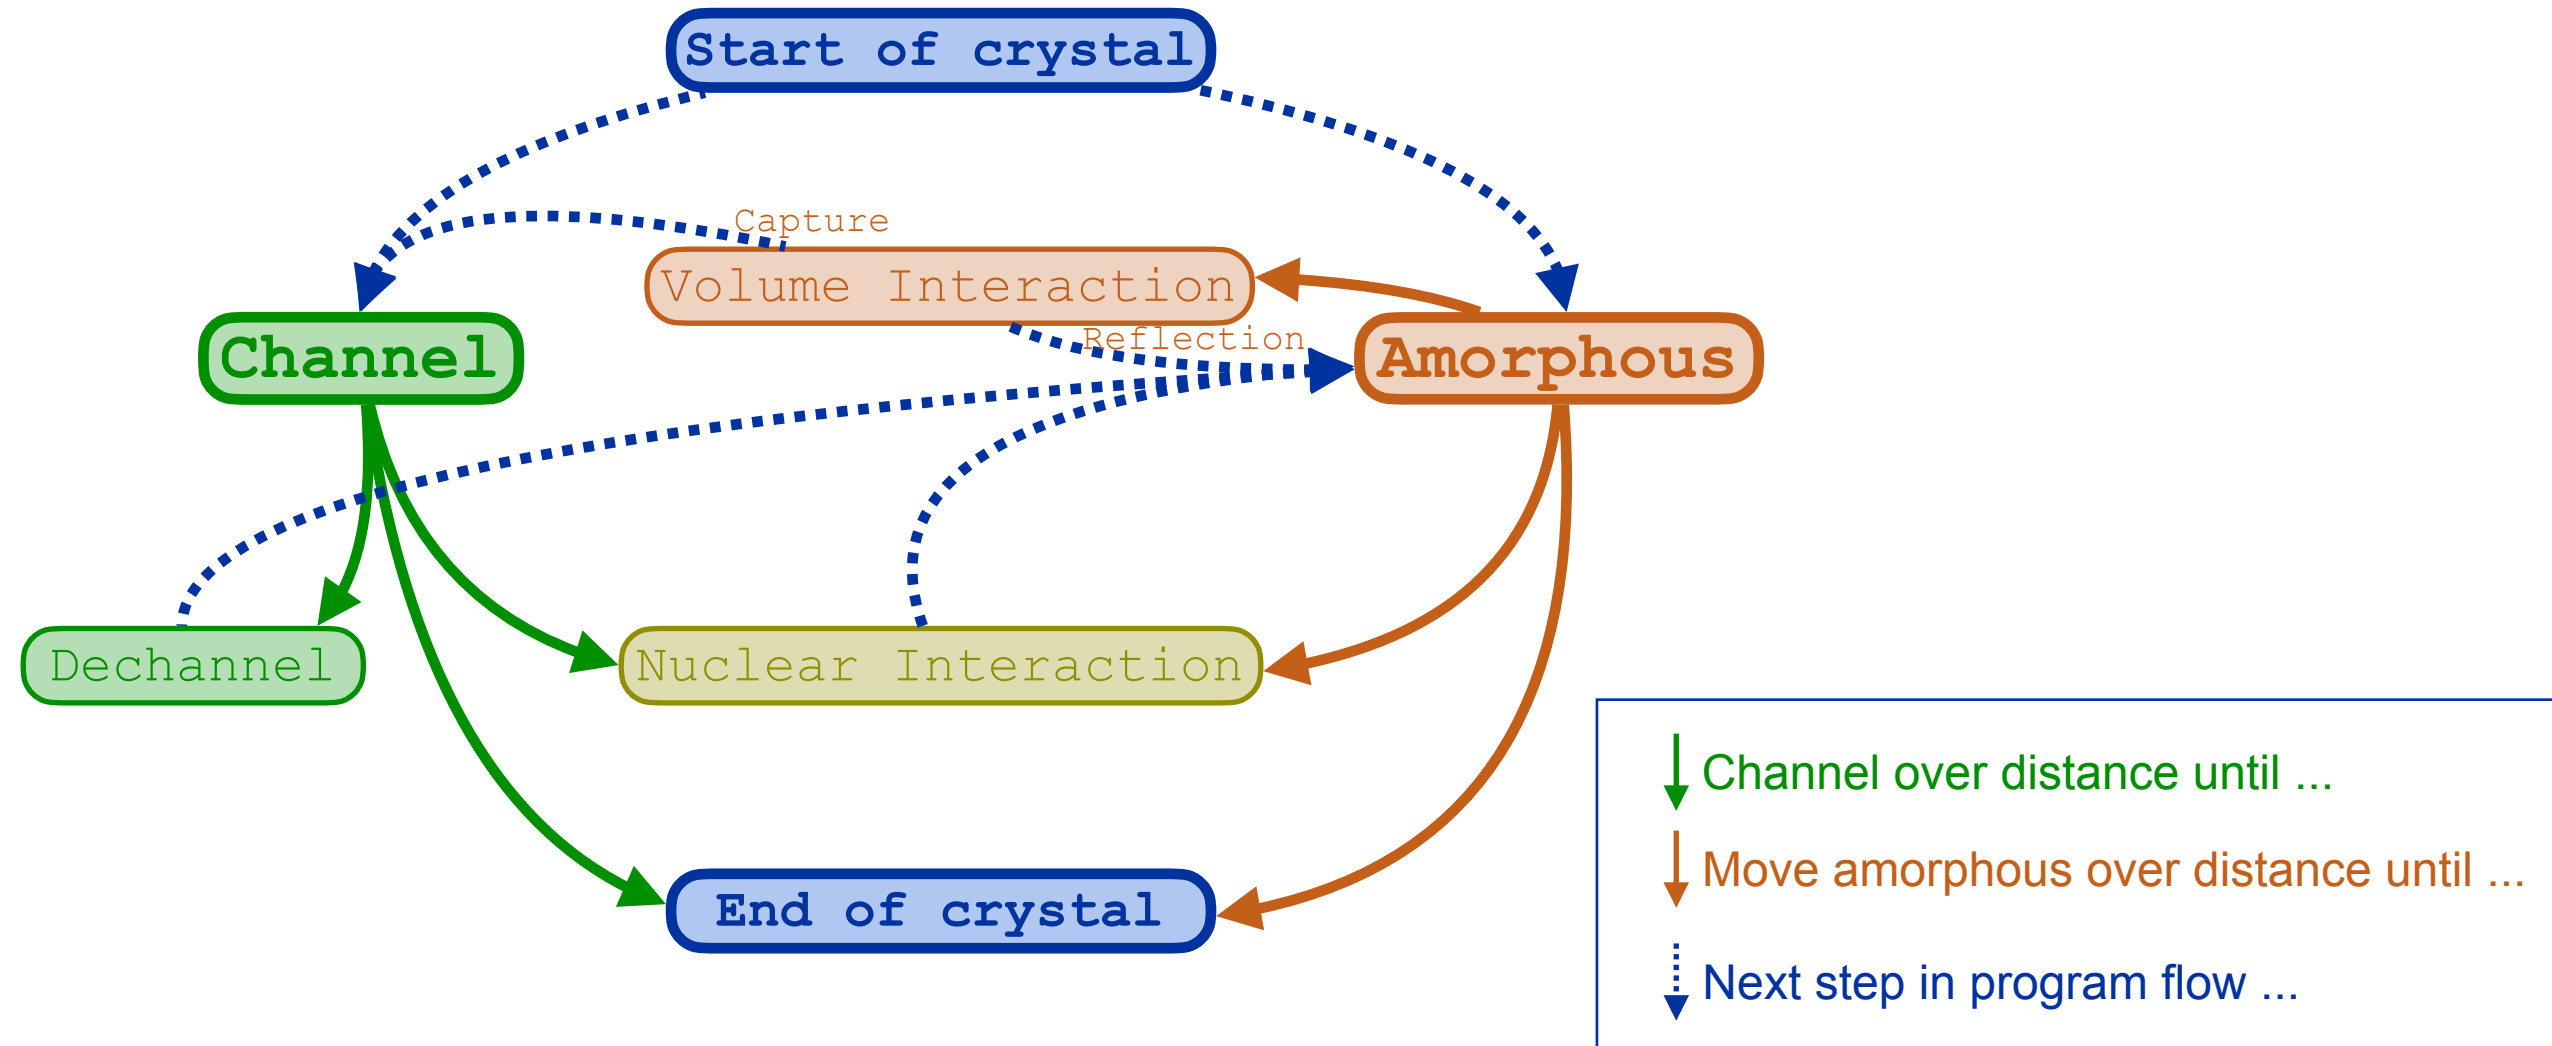 Start of crystal
Capture
Volume Interaction
Reflection
Channel
Amorphous
Dechannel
Nuclear Interaction
End of crystal
Channel over distance until ...
Move amorphous over distance until ...
Next step in program flow ...